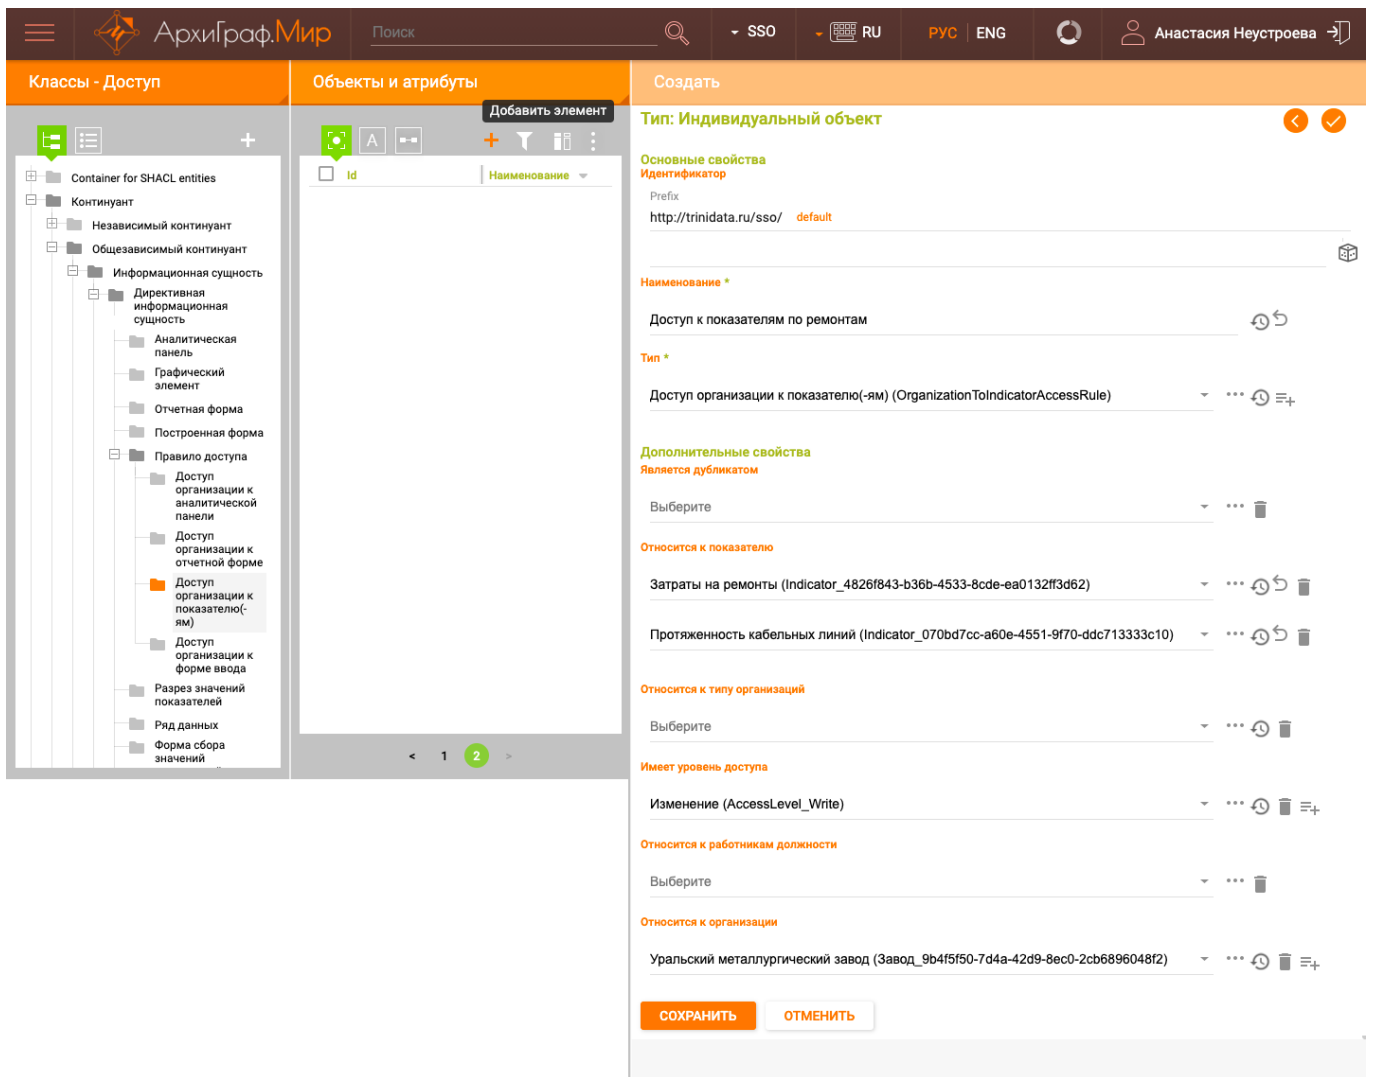 АрхиГраф.Мир
Поиск
SSO
RU
РУС
ENG
Анастасия Неустроева
Классы - Доступ
Container for SHACL entities
Континуант
Независимый континуант
Общезависимый континуант
Информационная сущность
Директивная
информационная
сущность
Аналитическая
панель
Графический
элемент
Отчетная форма
Построенная форма
Правило доступа
Доступ
организации к
аналитической
панели
Доступ
организации к
отчетной форме
Доступ
организации к
показателю(-
ям)
Доступ
организации к
форме ввода
Разрез значений
показателей
Ряд данных
Форма сбора
значений
Объекты и атрибуты
Добавить элемент
A
Id
Наименование
< 1 2 >
Создать
Тип: Индивидуальный объект
Основные свойства
Идентификатор
Prefix
http://trinidata.ru/sso/ default
Наименование *
Доступ к показателям по ремонтам
Тип *
Доступ организации к показателю(-ям) (OrganizationToIndicatorAccessRule)
Дополнительные свойства
Является дубликатом
Выберите
Относится к показателю
Затраты на ремонты (Indicator_4826f843-b36b-4533-8cde-ea0132ff3d62)
Протяженность кабельных линий (Indicator_070bd7cc-a60e-4551-9f70-ddc713333c10)
Относится к типу организаций
Выберите
Имеет уровень доступа
Изменение (AccessLevel_Write)
Относится к работникам должности
Выберите
Относится к организации
Уральский металлургический завод (Завод_9b4f5f50-7d4a-42d9-8ec0-2cb6896048f2)
СОХРАНИТЬ
ОТМЕНИТЬ